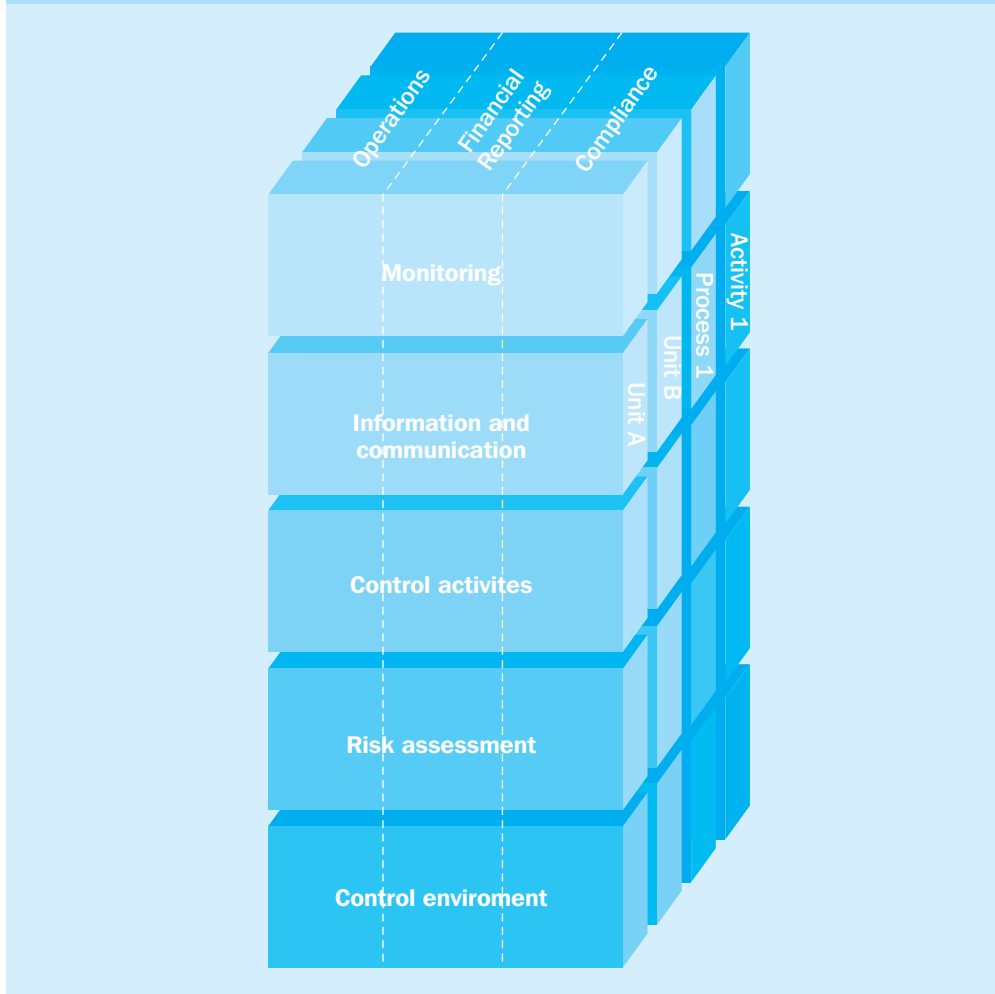 Operations
Financial
Reporting
Compliance
Monitoring
Information and
communication
Control activites
Risk assessment
Control enviroment
Unit A
Unit B
Process 1
Activity 1